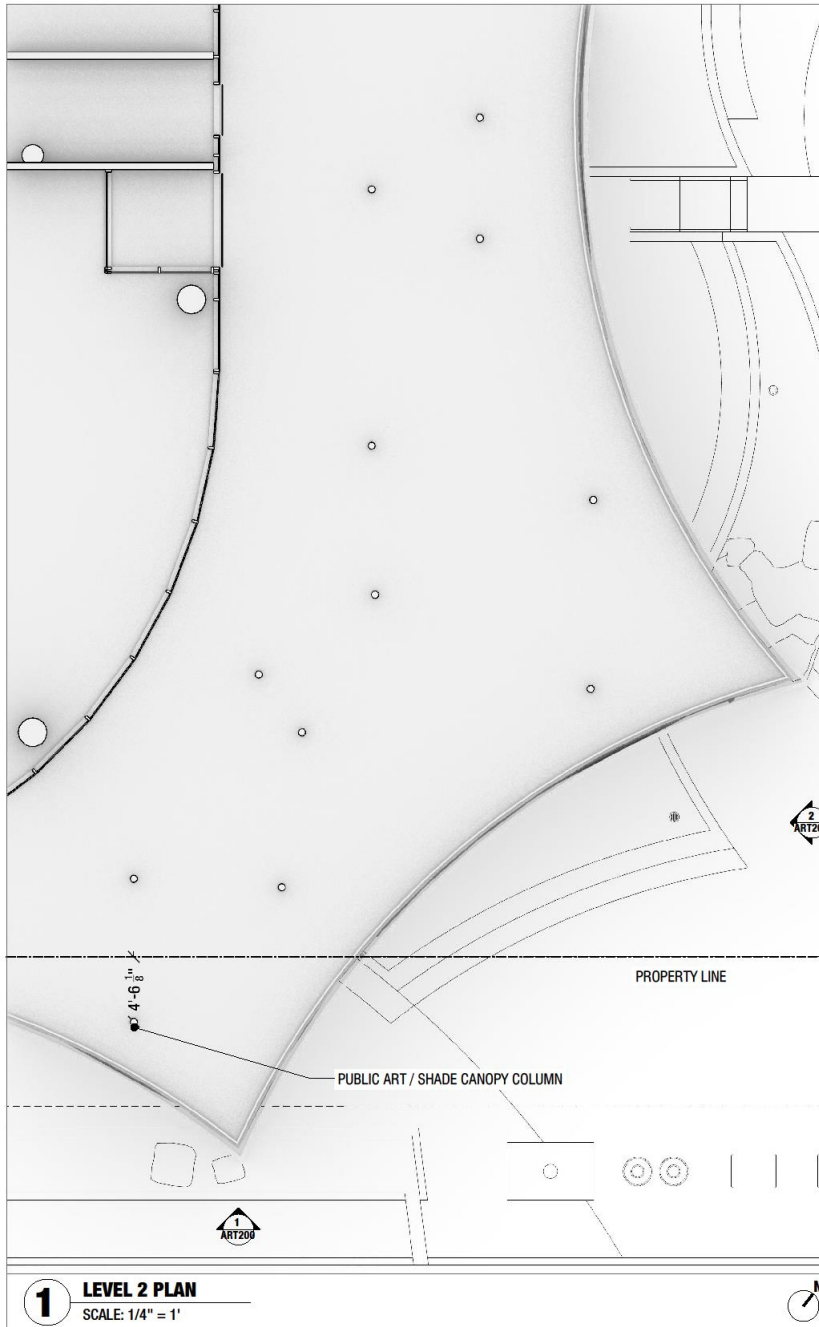 2
ART20
4'-6 1/8"
PROPERTY LINE
PUBLIC ART / SHADE CANOPY COLUMN
1
ART200
1
LEVEL 2 PLAN
SCALE: 1/4" = 1'
N